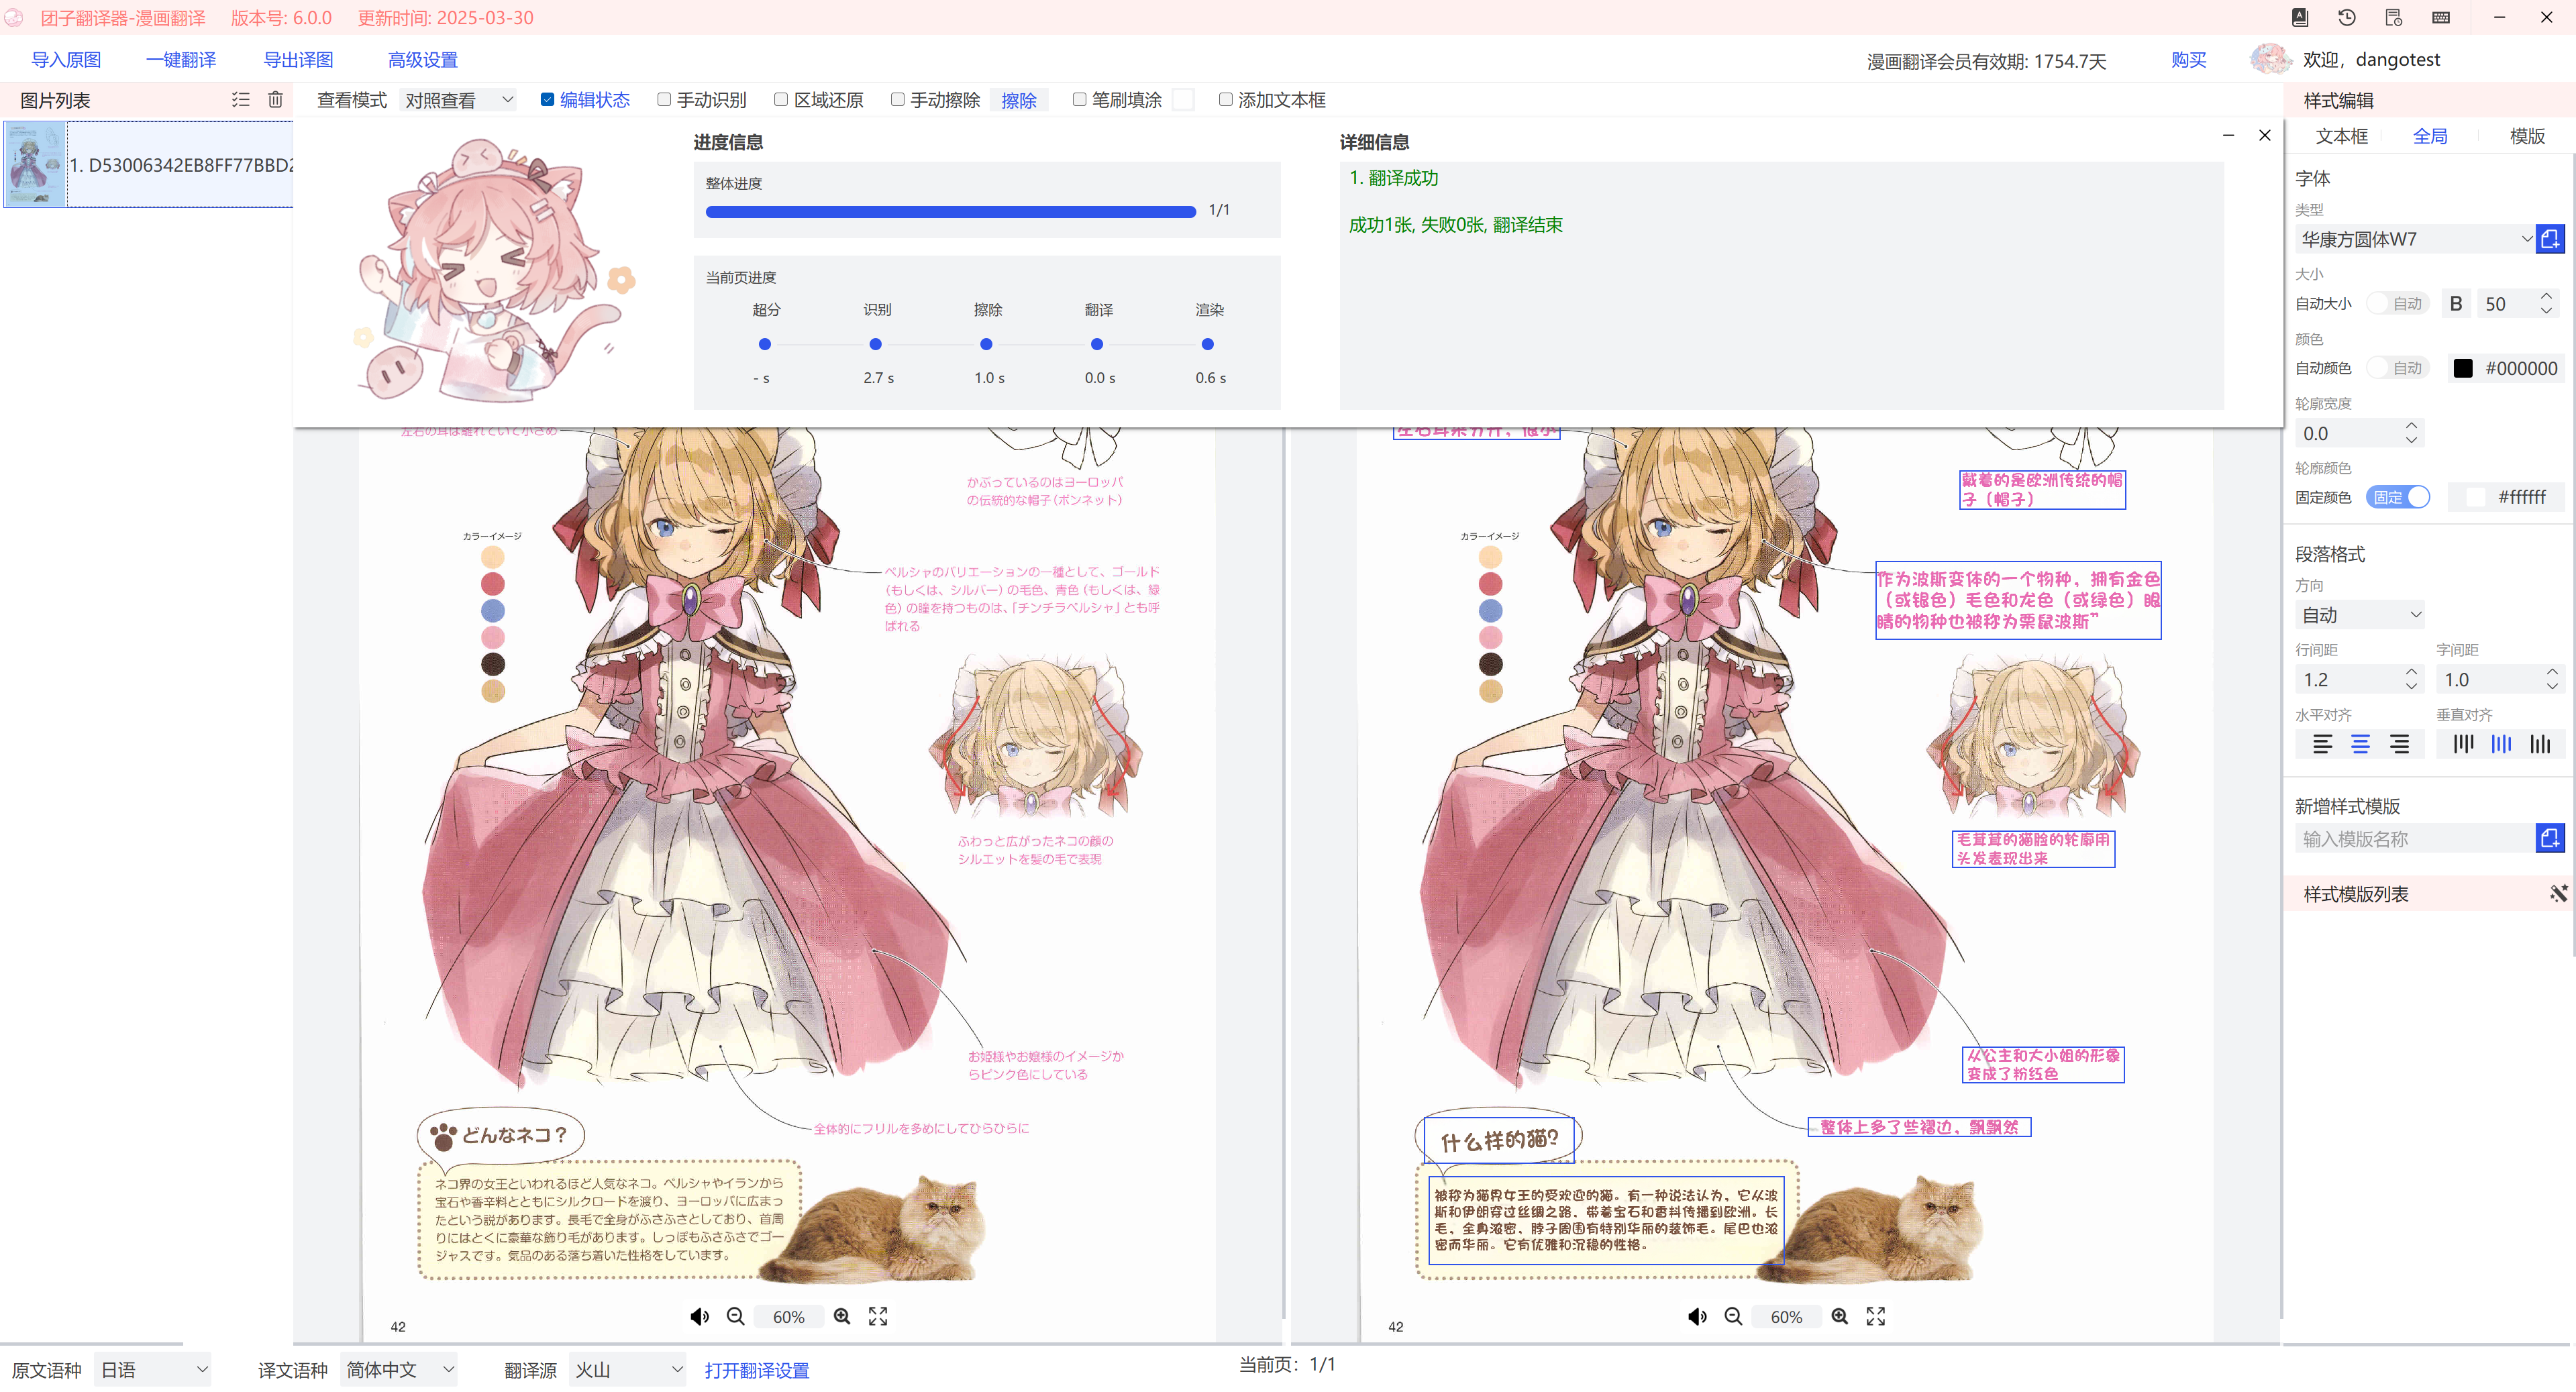 团子翻译器-漫画翻译 版本号: 6.0.0 更新时间: 2025-03-30
导入原图 一键翻译 导出译图 高级设置 漫画翻译会员有效期: 1754.7天 购买 欢迎，dangotest
图片列表 查看模式 对照查看 编辑状态 手动识别 区域还原 手动擦除 擦除 笔刷填涂 添加文本框 样式编辑
1. D53006342EB8FF77BBD2
进度信息
整体进度
1/1
当前页进度
超分 识别 擦除 翻译 渲染
- s 2.7 s 1.0 s 0.0 s 0.6 s
详细信息
1. 翻译成功
成功1张, 失败0张, 翻译结束
左右の耳は離れていて小さめ
かぶっているのはヨーロッパ
の伝統的な帽子（ボンネット）
カラーイメージ
ペルシャのバリエーションの一種として、ゴールド
（もしくは、シルバー）の毛色、青色（もしくは、緑
色）の瞳を持つものは、「チンチラペルシャ」とも呼
ばれる
ふわっと広がったネコの顔の
シルエットを髪の毛で表現
お姫様やお嬢様のイメージか
らピンク色にしている
全体的にフリルを多めにしてひらひらに
どんなネコ？
ネコ界の女王といわれるほど人気なネコ。ペルシャやイランから
宝石や香辛料とともにシルクロードを渡り、ヨーロッパに広まっ
たという説があります。長毛で全身がふさふさとしており、首周
りにはとくに豪華な飾り毛があります。しっぽもふさふさでゴー
ジャスです。気品のある落ち着いた性格をしています。
60%
42
左右耳朵分开，很小
戴着的是欧洲传统的帽
子（帽子）
カラーイメージ
作为波斯变体的一个物种，拥有金色
（或银色）毛色和龙色（或绿色）眼
睛的物种也被称为栗鼠波斯”
毛茸茸的猫脸的轮廓用
头发表现出来
从公主和大小姐的形象
变成了粉红色
整体上多了些褶边，飘飘然
什么样的猫?
被称为猫界女王的受欢迎的猫。有一种说法认为，它从波
斯和伊朗穿过丝绸之路，带着宝石和香料传播到欧洲。长
毛，全身浓密，脖子周围有特别华丽的装饰毛。尾巴也浓
密而华丽。它有优雅和沉稳的性格。
60%
42
文本框 全局 模版
字体
类型
华康方圆体W7
大小
自动大小 自动 B 50
颜色
自动颜色 自动 #000000
轮廓宽度
0.0
轮廓颜色
固定颜色 固定 #ffffff
段落格式
方向
自动
行间距 字间距
1.2 1.0
水平对齐 垂直对齐
新增样式模版
输入模版名称
样式模版列表
原文语种 日语 译文语种 简体中文 翻译源 火山 打开翻译设置 当前页：1/1